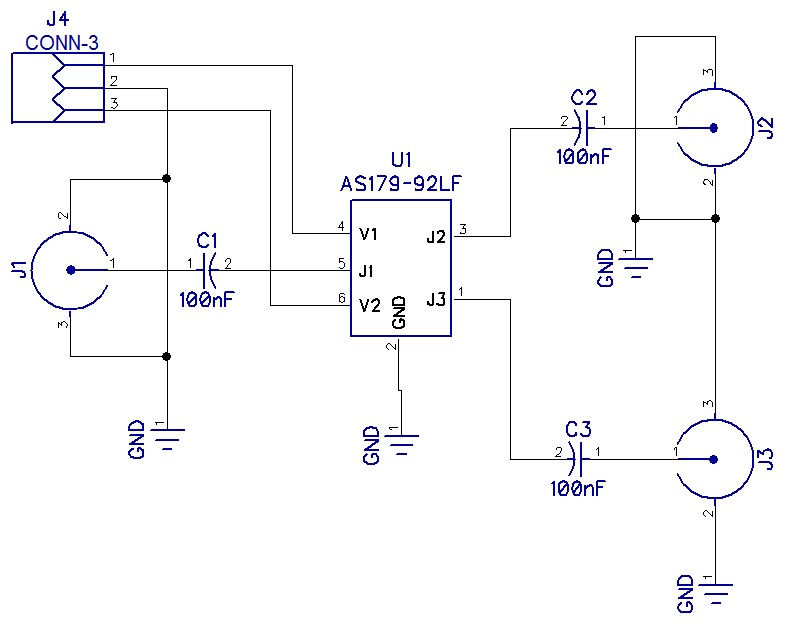 J4
CONN-3
1
2
3
J1
2
1
3
C1
1 2
100nF
GND
1
U1
AS179-92LF
4 V1
5 J1
6 V2
J2 3
J3 1
GND
2
GND
1
C2
2 1
100nF
J2
3
1
2
GND
1
C3
2 1
100nF
J3
3
1
2
GND
1